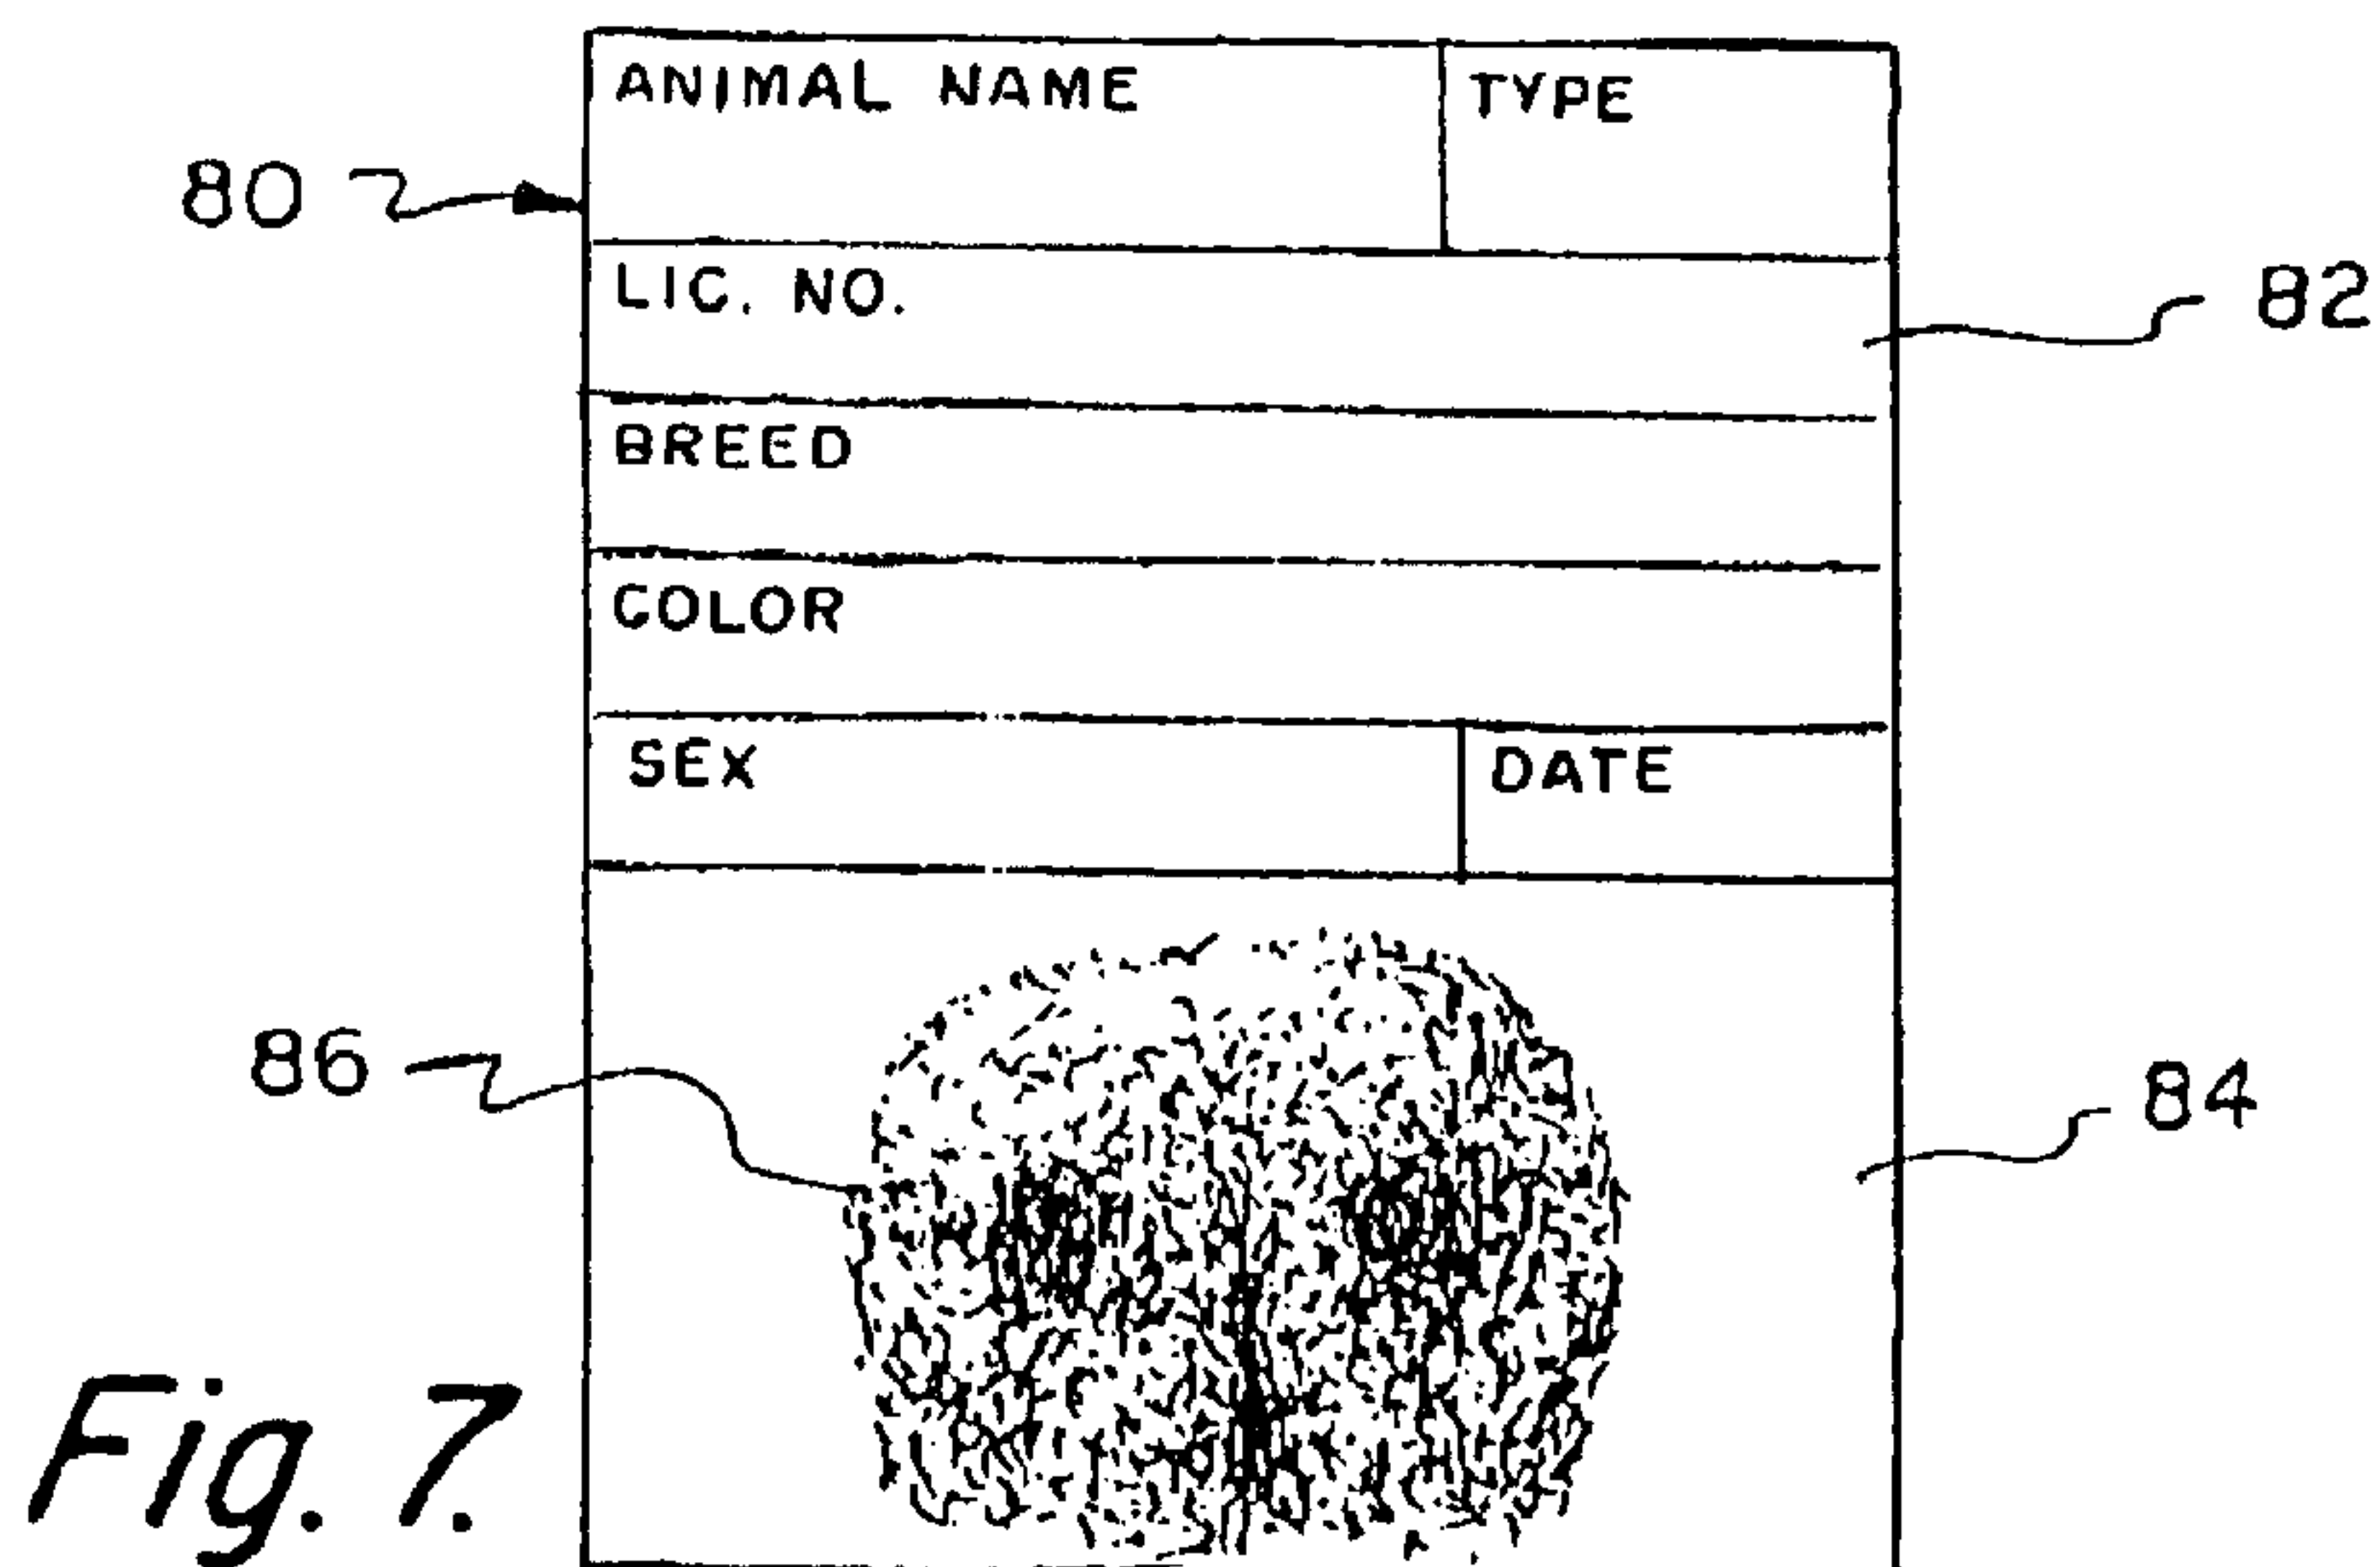 ANIMAL NAME TYPE
80
LIC. NO.
82
BREED
COLOR
SEX DATE
86
84
Fig. 7.